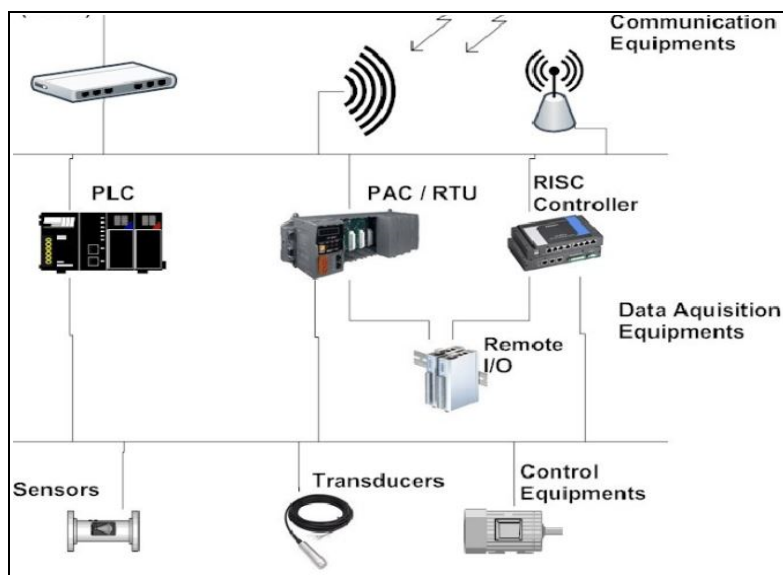 Communication
Equipments
PLC
PAC / RTU
RISC
Controller
Data Aquisition
Equipments
Remote
I/O
Sensors
Transducers
Control
Equipments